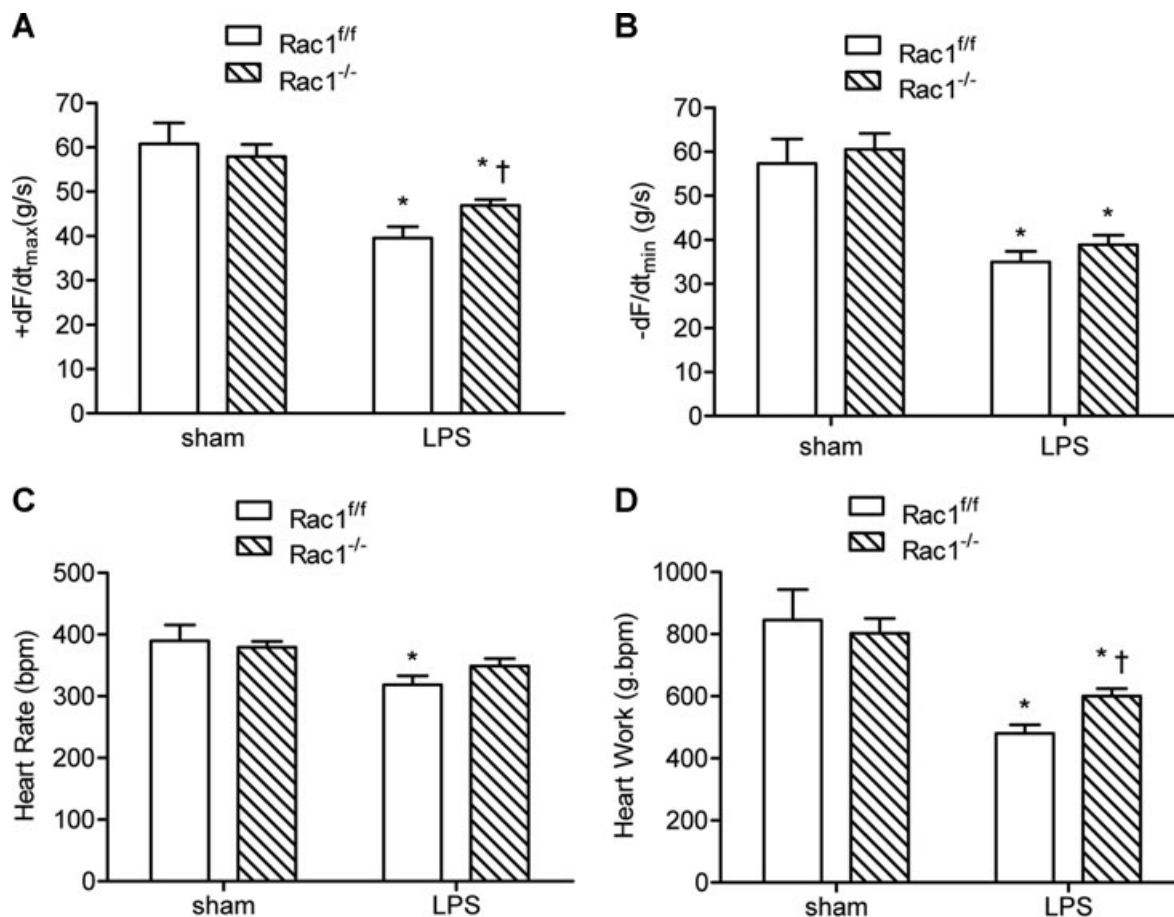 A
Rac1f/f
Rac1-/-
+dF/dtmax(g/s)
70
60
50
40
30
20
10
0
*
* †
sham LPS
B
Rac1f/f
Rac1-/-
-dF/dtmin (g/s)
70
60
50
40
30
20
10
0
*
*
sham LPS
C
Rac1f/f
Rac1-/-
Heart Rate (bpm)
500
400
300
200
100
0
*
sham LPS
D
Rac1f/f
Rac1-/-
Heart Work (g.bpm)
1000
800
600
400
200
0
*
* †
sham LPS